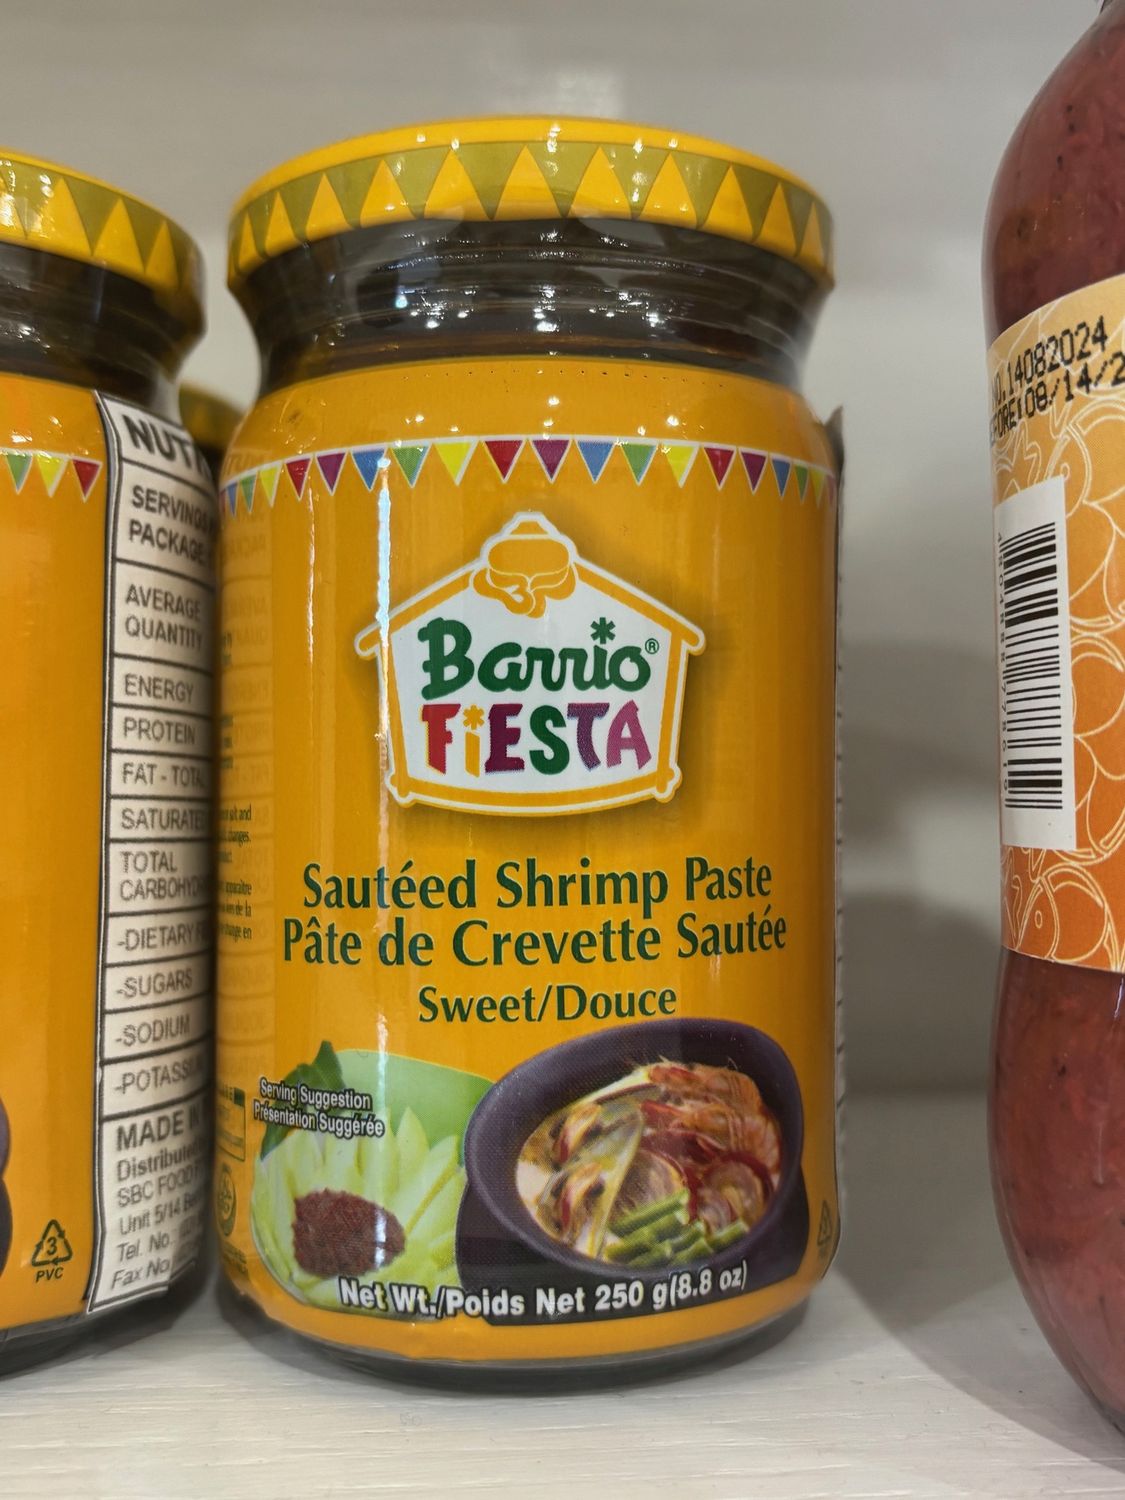 NUTR
SERVINGS
PACKAGE:
AVERAGE
QUANTITY
ENERGY
PROTEIN
FAT - TOTAL
SATURATED
TOTAL
CARBOHYD
-DIETARY
-SUGARS
-SODIUM
-POTASSI
MADE IN
Distributed
SBC FOOD
Unit 5/14
Tel. No.
Fax No.
3
PVC
Barrio®
FiESTA
Sautéed Shrimp Paste
Pâte de Crevette Sautée
Sweet/Douce
Serving Suggestion
Présentation Suggérée
Net Wt./Poids Net 250 g(8.8 oz)
14082024
FORE:08/14/2